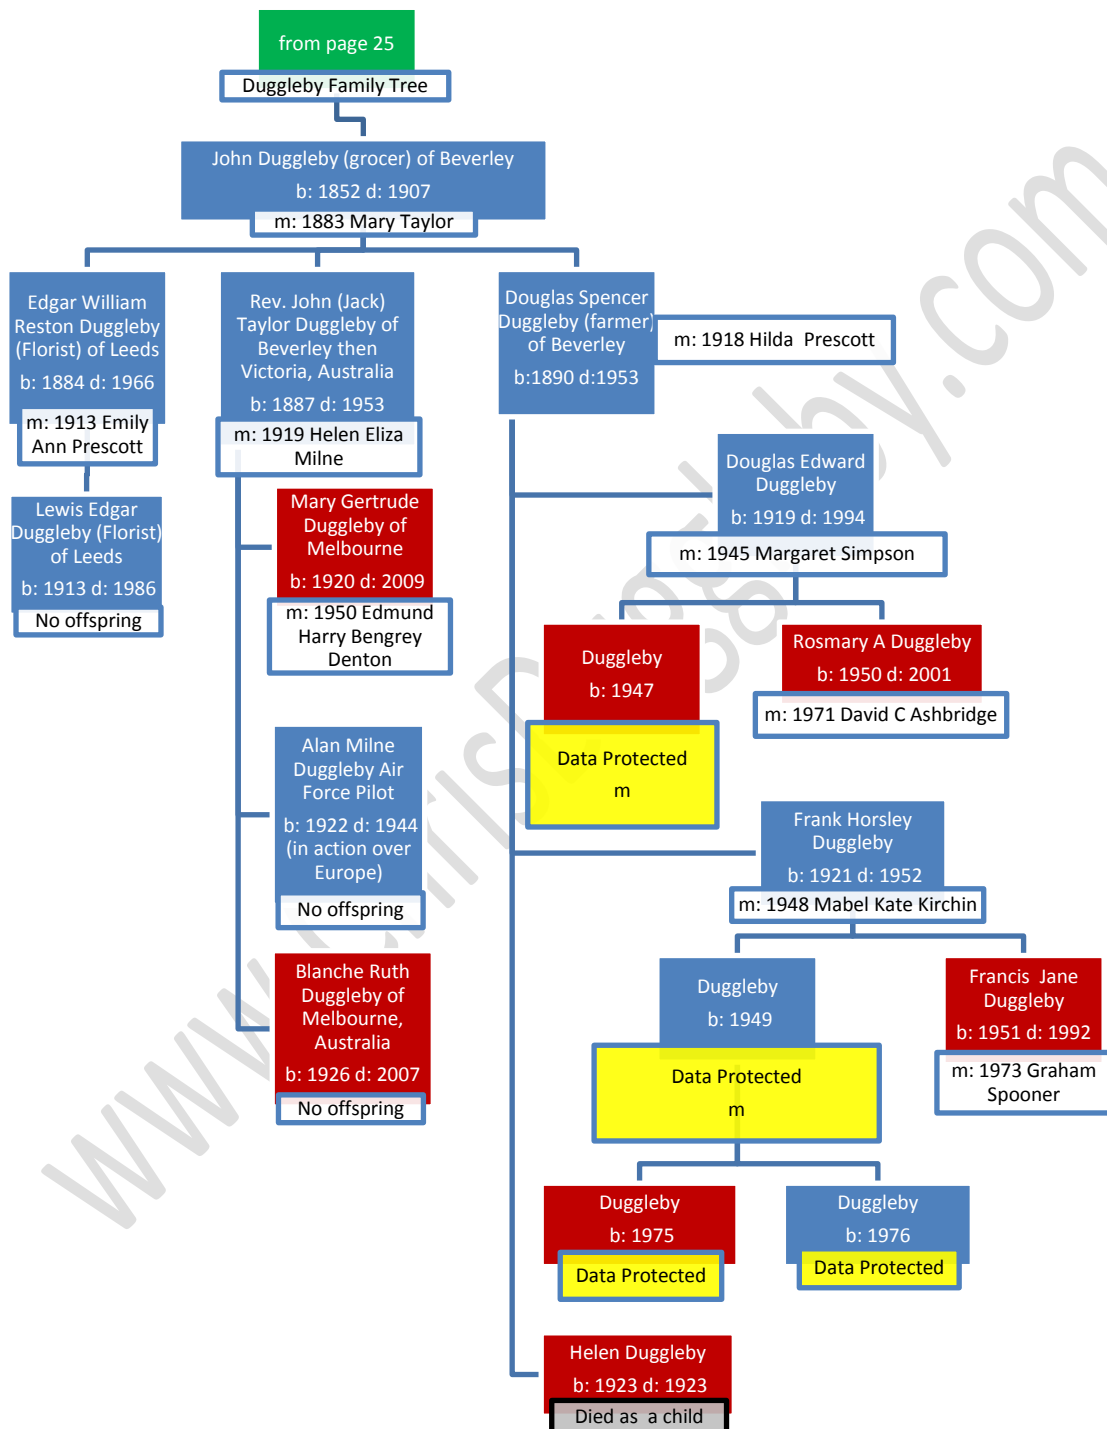 from page 25
Duggleby Family Tree
John Duggleby (grocer) of Beverley
b: 1852 d: 1907
m: 1883 Mary Taylor
Edgar William
Reston Duggleby
(Florist) of Leeds
b: 1884 d: 1966
m: 1913 Emily
Ann Prescott
Lewis Edgar
Duggleby (Florist)
of Leeds
b: 1913 d: 1986
No offspring
Rev. John (Jack)
Taylor Duggleby of
Beverley then
Victoria, Australia
b: 1887 d: 1953
m: 1919 Helen Eliza
Milne
Mary Gertrude
Duggleby of
Melbourne
b: 1920 d: 2009
m: 1950 Edmund
Harry Bengrey
Denton
Alan Milne
Duggleby Air
Force Pilot
b: 1922 d: 1944
(in action over
Europe)
No offspring
Blanche Ruth
Duggleby of
Melbourne,
Australia
b: 1926 d: 2007
No offspring
Douglas Spencer
Duggleby (farmer)
of Beverley
b:1890 d:1953
m: 1918 Hilda  Prescott
Douglas Edward
Duggleby
b: 1919 d: 1994
m: 1945 Margaret Simpson
Duggleby
b: 1947
Data Protected
m
Rosmary A Duggleby
b: 1950 d: 2001
m: 1971 David C Ashbridge
Frank Horsley
Duggleby
b: 1921 d: 1952
m: 1948 Mabel Kate Kirchin
Duggleby
b: 1949
Data Protected
m
Francis  Jane
Duggleby
b: 1951 d: 1992
m: 1973 Graham
Spooner
Duggleby
b: 1975
Data Protected
Duggleby
b: 1976
Data Protected
Helen Duggleby
b: 1923 d: 1923
Died as  a child
www.ChrisDuggleby.com